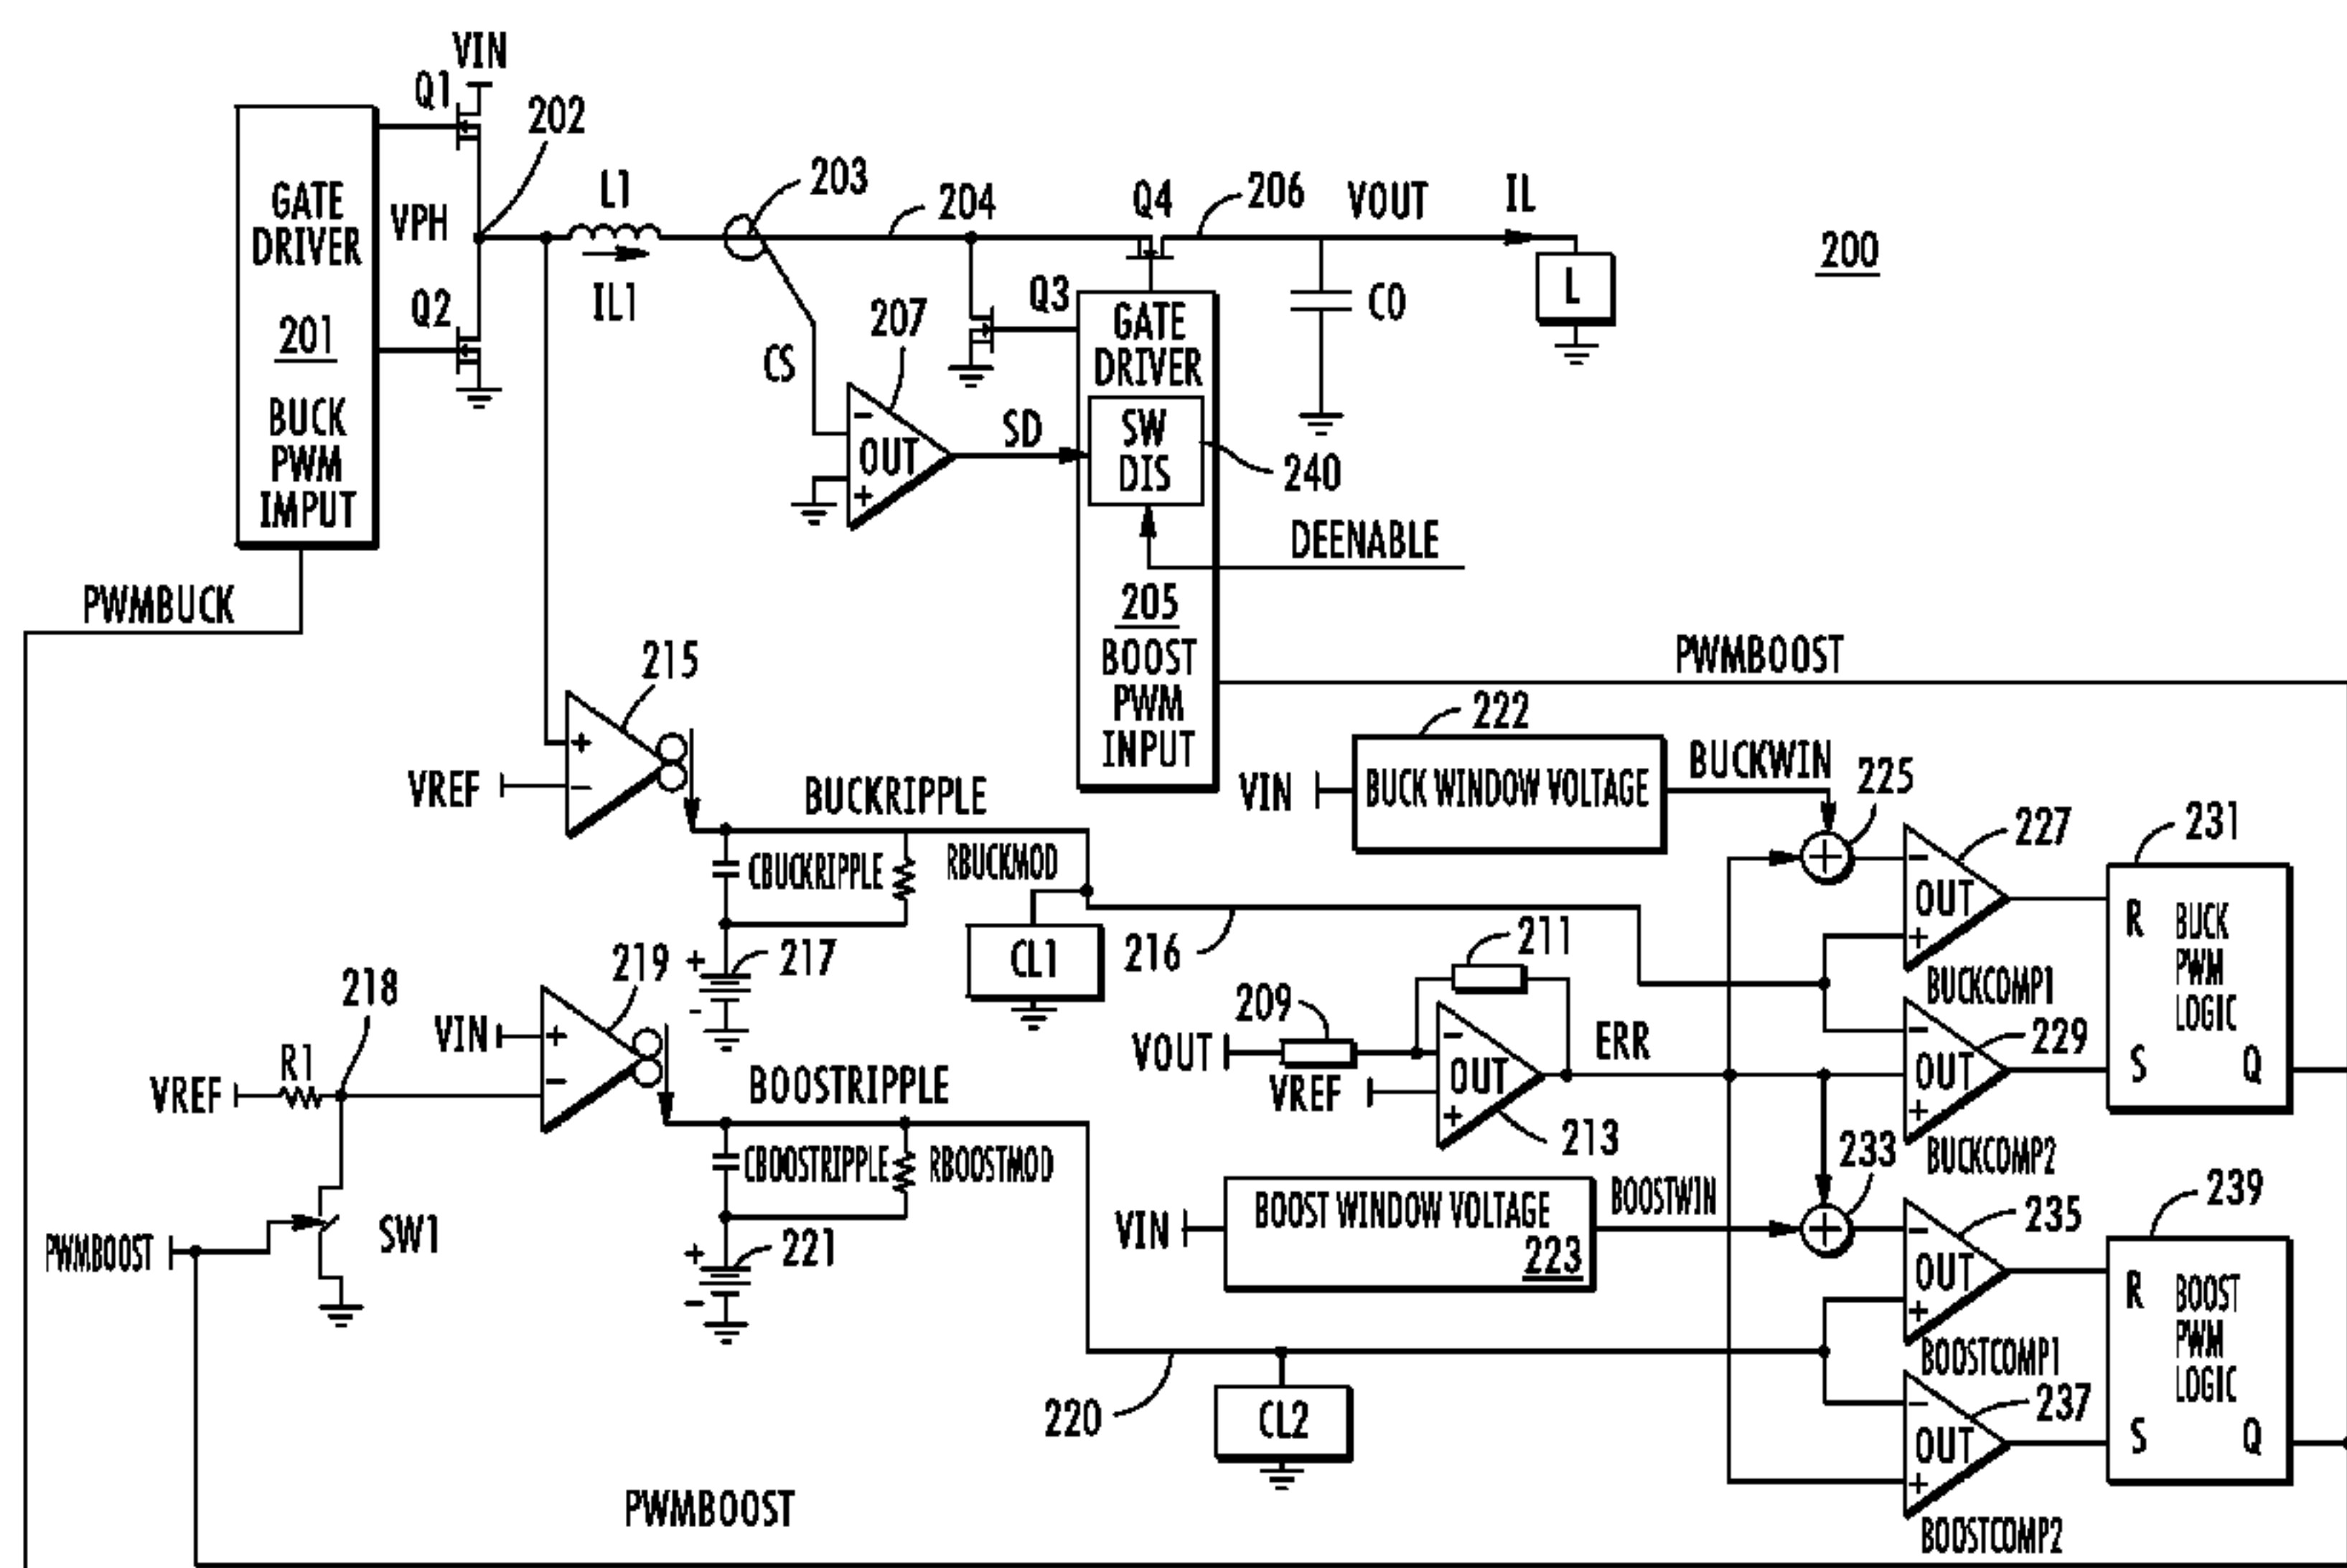 VIN
Q1
202
GATE
DRIVER
201
BUCK
PWM
IMPUT
VPH
Q2
L1
IL1
203
204
Q4
206
VOUT
IL
200
L
CO
Q3
207
CS
-
OUT
+
SD
GATE
DRIVER
SW
DIS
240
DEENABLE
205
BOOST
PWM
INPUT
PWMBUCK
PWMBOOST
215
+
-
VREF
BUCKRIPPLE
CBUCKRIPPLE
RBUCKMOD
CL1
216
+
217
-
222
VIN
BUCK WINDOW VOLTAGE
BUCKWIN
225
+
227
-
OUT
+
BUCKCOMP1
231
R
BUCK
PWM
LOGIC
S
Q
229
-
OUT
+
BUCKCOMP2
211
209
VOUT
VREF
-
OUT
+
213
ERR
218
219
VIN
+
-
VREF
R1
BOOSTRIPPLE
CBOOSTRIPPLE
RBOOSTMOD
+
221
-
PWMBOOST
SW1
VIN
BOOST WINDOW VOLTAGE
223
BOOSTWIN
233
+
235
-
OUT
+
BOOSTCOMP1
239
R
BOOST
PWM
LOGIC
S
Q
237
-
OUT
+
BOOSTCOMP2
220
CL2
PWMBOOST